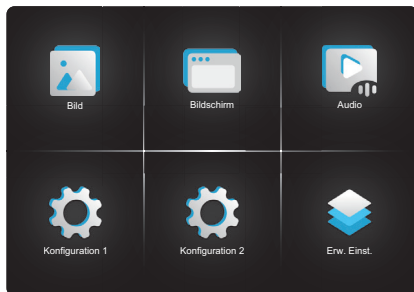 Bild
Bildschirm
Audio
Konfiguration 1
Konfiguration 2
Erw. Einst.